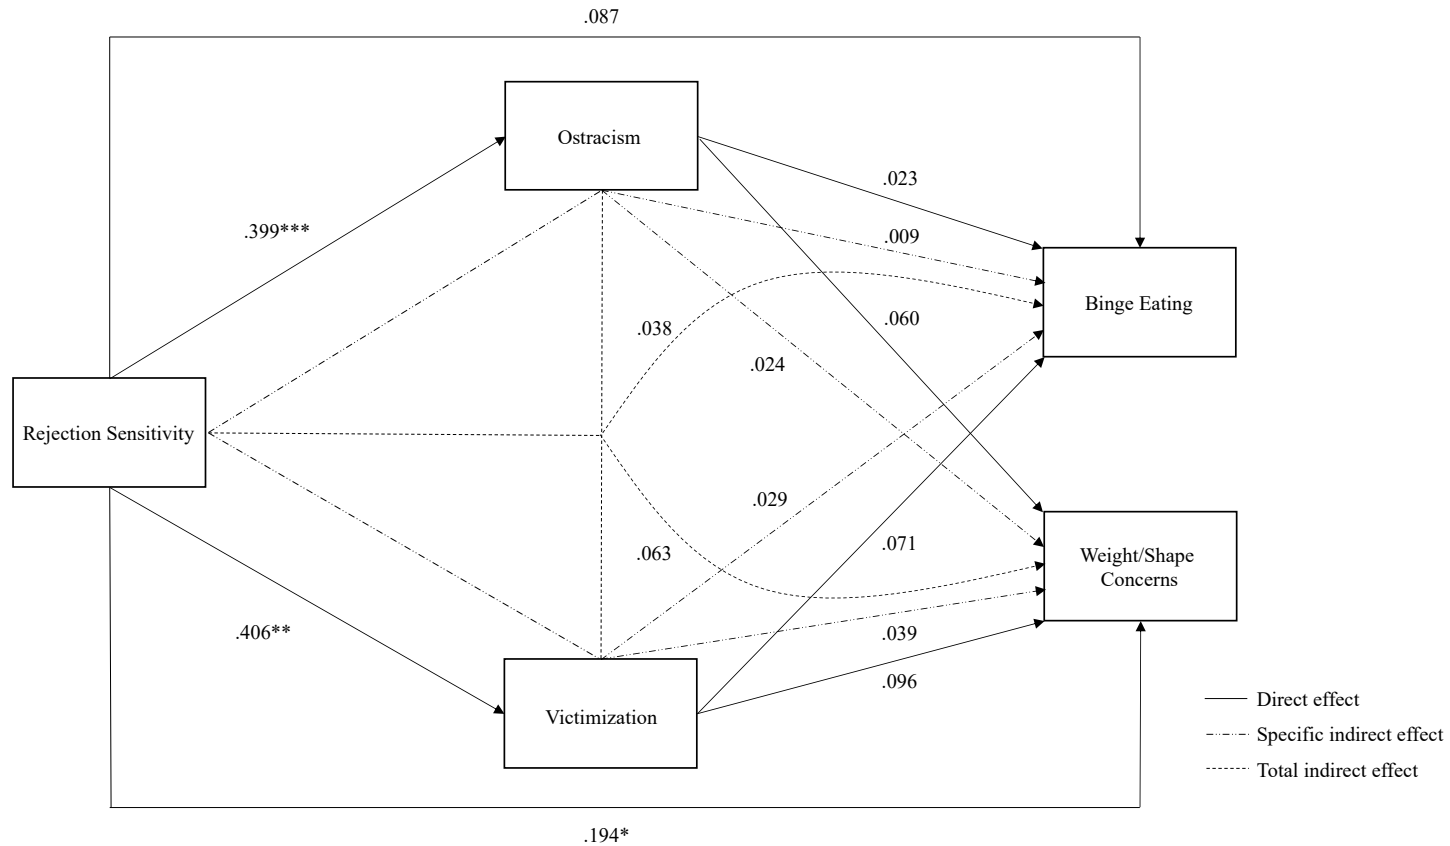 .087
Ostracism
.023
.399***
.009
Binge Eating
.060
.038
.024
Rejection Sensitivity
.029
.071
.063
Weight/Shape
Concerns
.406**
.039
.096
Victimization
Direct effect
Specific indirect effect
Total indirect effect
.194*